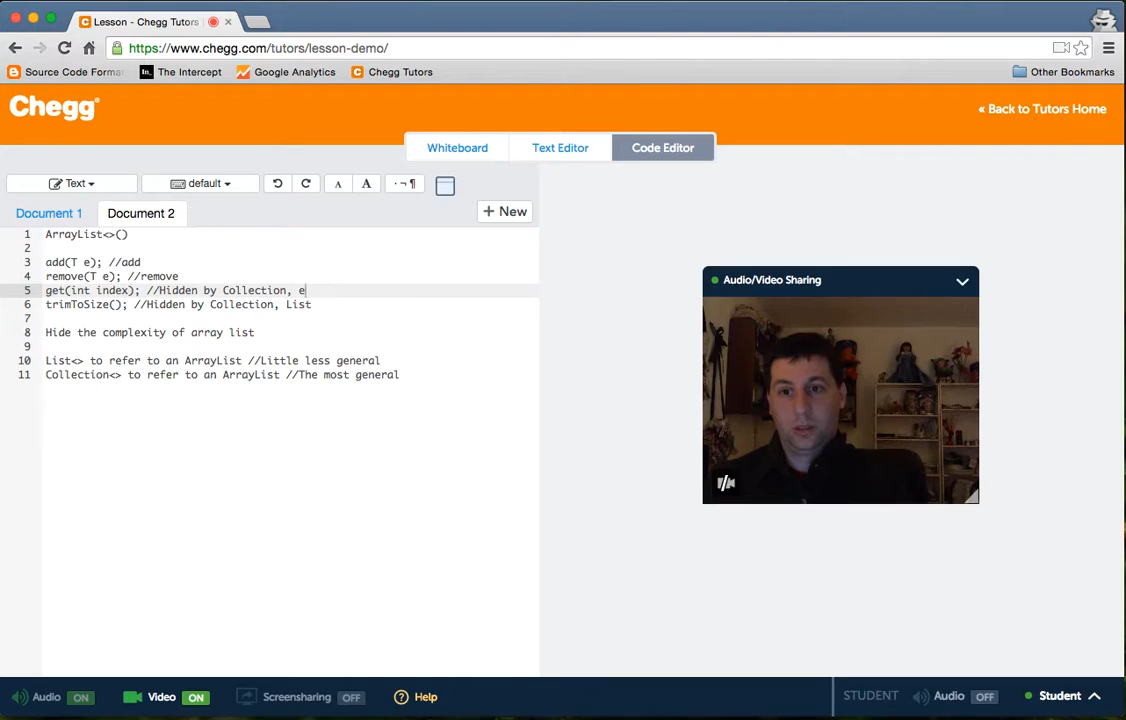 Lesson - Chegg Tutors
https://www.chegg.com/tutors/lesson-demo/
Source Code Forma
In_ The Intercept
Google Analytics
Chegg Tutors
Other Bookmarks
Chegg®
« Back to Tutors Home
Whiteboard
Text Editor
Code Editor
Text
default
A
A
Document 1
Document 2
+ New
1 ArrayList<>()
2
3 add(T e); //add
4 remove(T e); //remove
5 get(int index); //Hidden by Collection, e
6 trimToSize(); //Hidden by Collection, List
7
8 Hide the complexity of array list
9
10 List<> to refer to an ArrayList //Little less general
11 Collection<> to refer to an ArrayList //The most general
Audio/Video Sharing
Audio ON
Video ON
Screensharing OFF
? Help
STUDENT
Audio OFF
Student